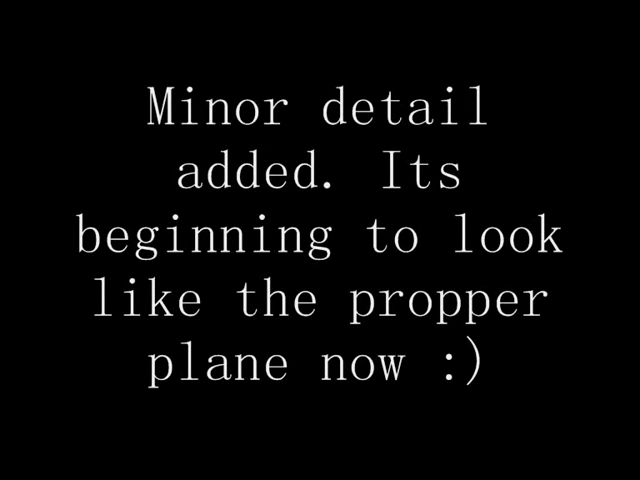 Minor detail
added. Its
beginning to look
like the propper
plane now :)